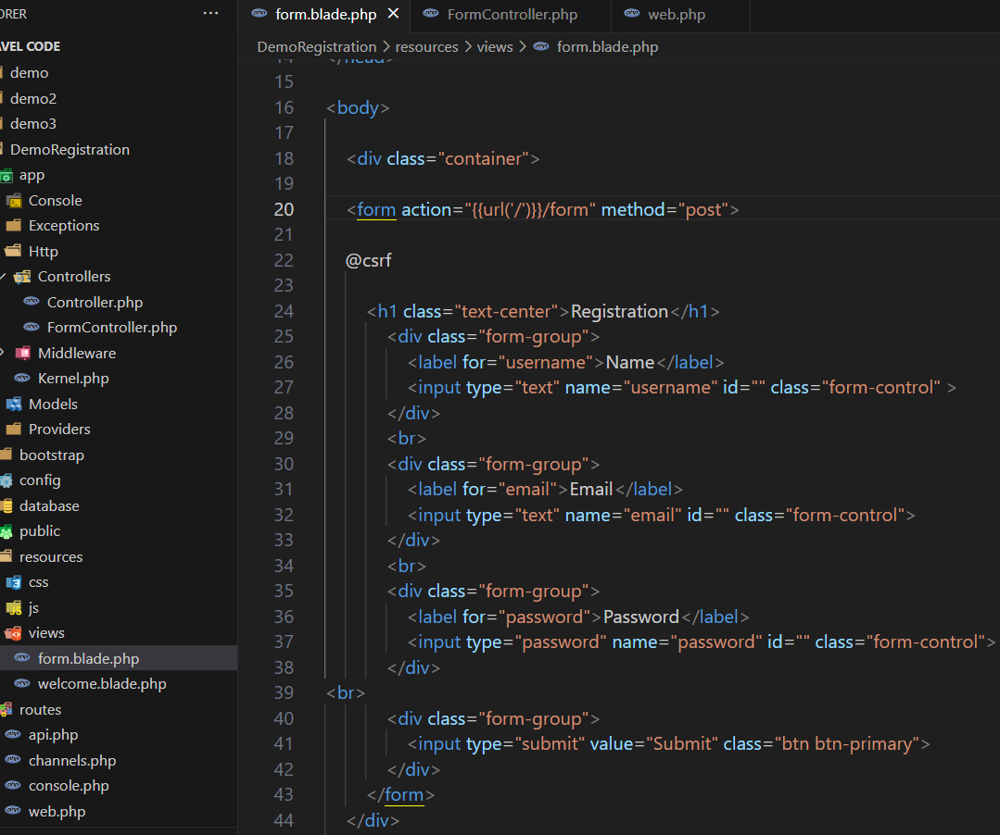 ORER
...
AVEL CODE
demo
demo2
demo3
DemoRegistration
app
Console
Exceptions
Http
Controllers
Controller.php
FormController.php
Middleware
Kernel.php
Models
Providers
bootstrap
config
database
public
resources
css
js
views
form.blade.php
welcome.blade.php
routes
api.php
channels.php
console.php
web.php
form.blade.php × FormController.php web.php
DemoRegistration > resources > views > form.blade.php
14 </head>
15
16 <body>
17
18 <div class="container">
19
20 <form action="{{url('/')}}/form" method="post">
21
22 @csrf
23
24 <h1 class="text-center">Registration</h1>
25 <div class="form-group">
26 <label for="username">Name</label>
27 <input type="text" name="username" id="" class="form-control" >
28 </div>
29 <br>
30 <div class="form-group">
31 <label for="email">Email</label>
32 <input type="text" name="email" id="" class="form-control">
33 </div>
34 <br>
35 <div class="form-group">
36 <label for="password">Password</label>
37 <input type="password" name="password" id="" class="form-control">
38 </div>
39 <br>
40 <div class="form-group">
41 <input type="submit" value="Submit" class="btn btn-primary">
42 </div>
43 </form>
44 </div>